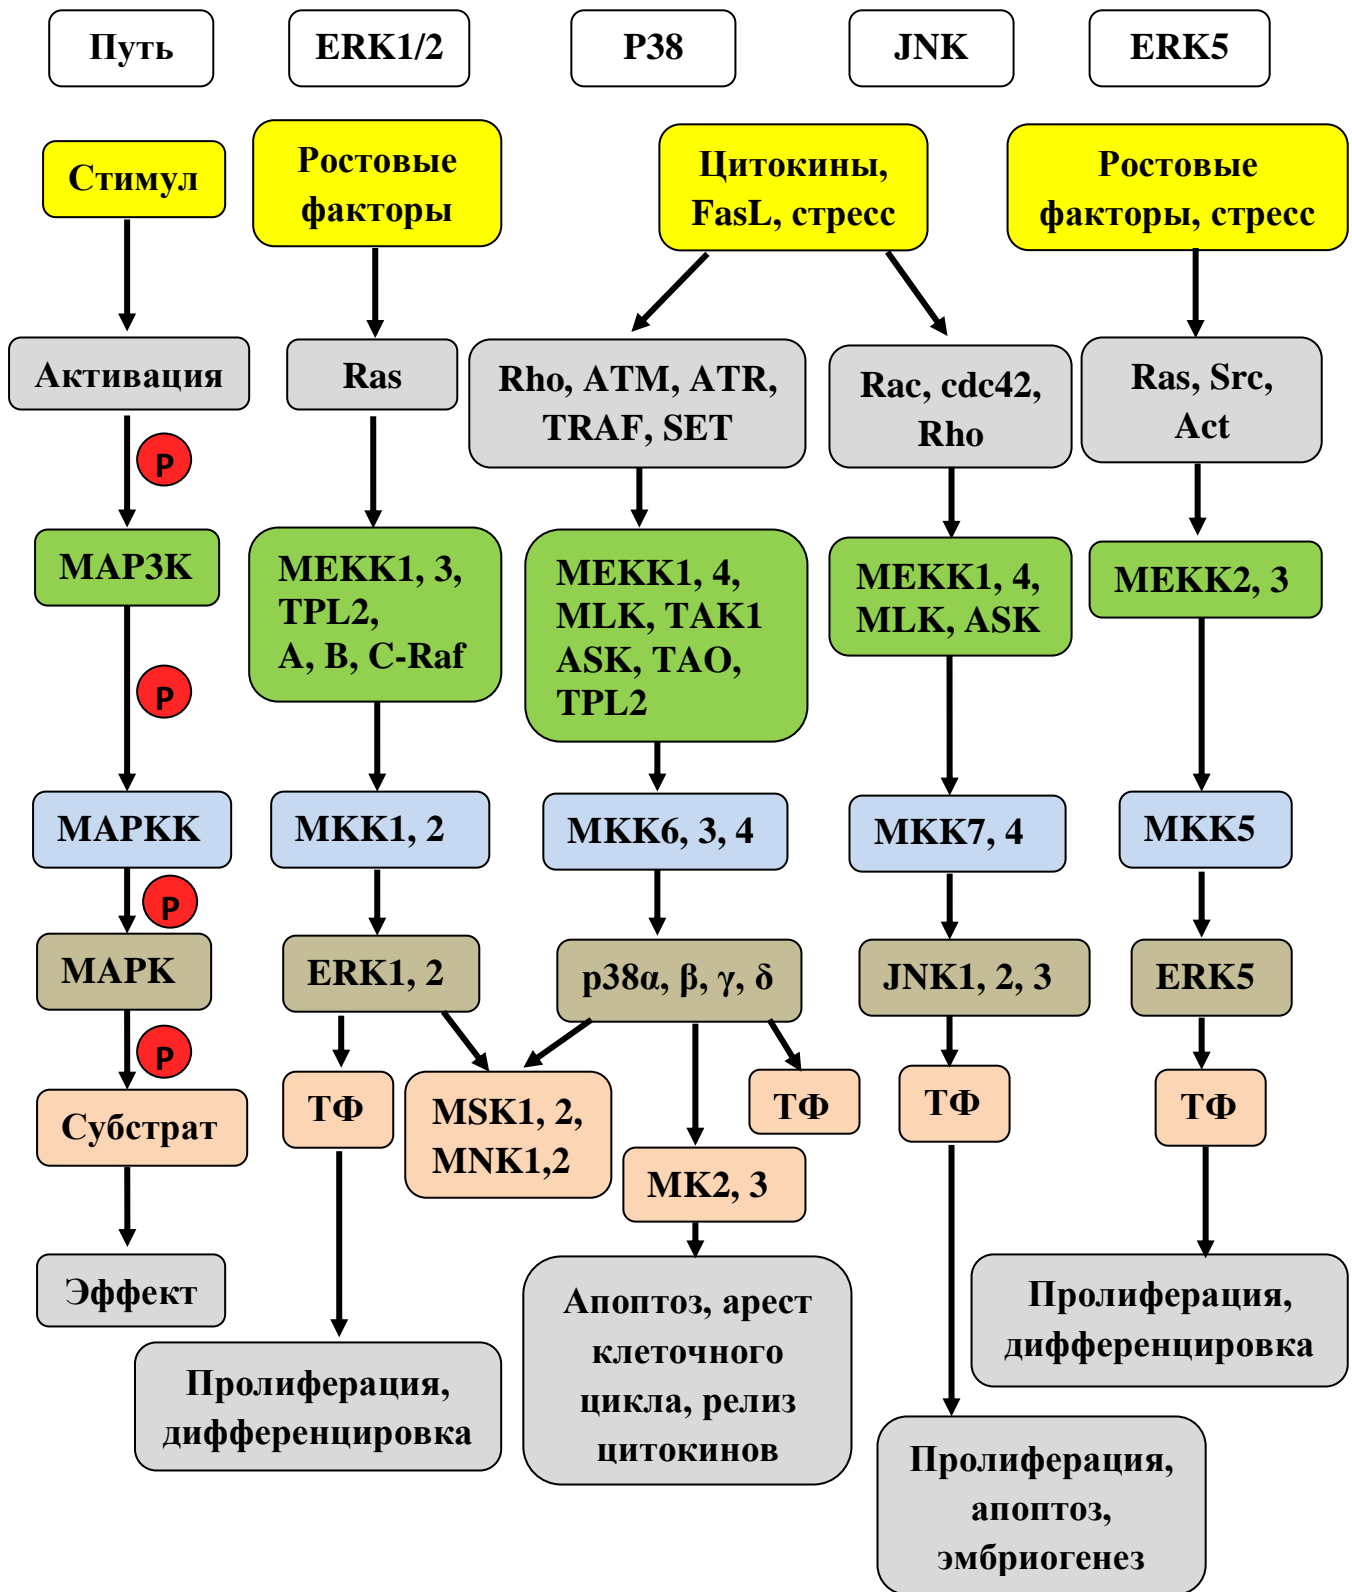 Путь
ERK1/2
P38
JNK
ERK5
Стимул
Ростовые
факторы
Цитокины,
FasL, стресс
Ростовые
факторы, стресс
Активация
Ras
Rho, ATM, ATR,
TRAF, SET
Rac, cdc42,
Rho
Ras, Src,
Act
P
MAP3K
MEKK1, 3,
TPL2,
A, B, C-Raf
MEKK1, 4,
MLK, TAK1
ASK, TAO,
TPL2
MEKK1, 4,
MLK, ASK
MEKK2, 3
P
MAPKK
MKK1, 2
MKK6, 3, 4
MKK7, 4
MKK5
P
MAPK
ERK1, 2
p38α, β, γ, δ
JNK1, 2, 3
ERK5
P
Субстрат
ТФ
MSK1, 2,
MNK1,2
MK2, 3
ТФ
ТФ
ТФ
Эффект
Пролиферация,
дифференцировка
Апоптоз, арест
клеточного
цикла, релиз
цитокинов
Пролиферация,
апоптоз,
эмбриогенез
Пролиферация,
дифференцировка